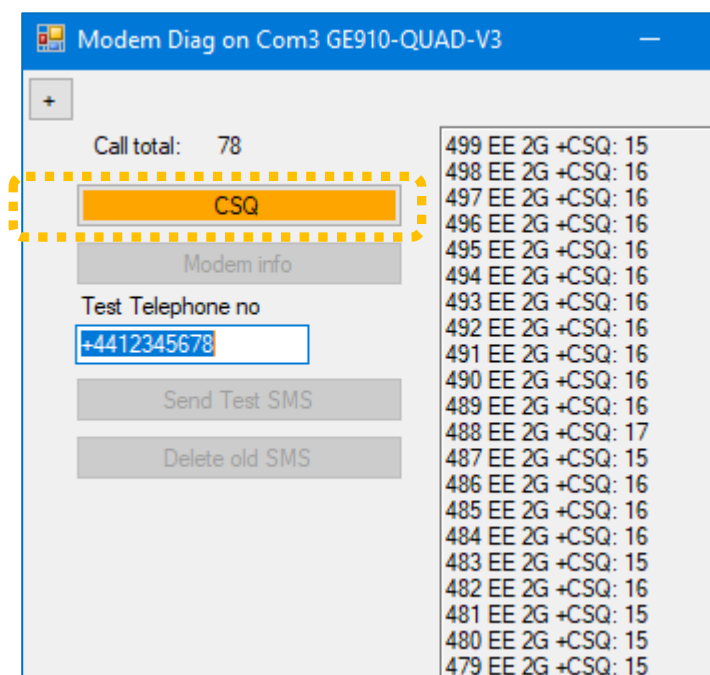 Modem Diag on Com3 GE910-QUAD-V3
+
Call total: 78
CSQ
Modem info
Test Telephone no
+4412345678
Send Test SMS
Delete old SMS
499 EE 2G +CSQ: 15
498 EE 2G +CSQ: 16
497 EE 2G +CSQ: 16
496 EE 2G +CSQ: 16
495 EE 2G +CSQ: 16
494 EE 2G +CSQ: 16
493 EE 2G +CSQ: 16
492 EE 2G +CSQ: 16
491 EE 2G +CSQ: 16
490 EE 2G +CSQ: 16
489 EE 2G +CSQ: 16
488 EE 2G +CSQ: 17
487 EE 2G +CSQ: 15
486 EE 2G +CSQ: 16
485 EE 2G +CSQ: 16
484 EE 2G +CSQ: 16
483 EE 2G +CSQ: 15
482 EE 2G +CSQ: 16
481 EE 2G +CSQ: 15
480 EE 2G +CSQ: 15
479 EE 2G +CSQ: 15